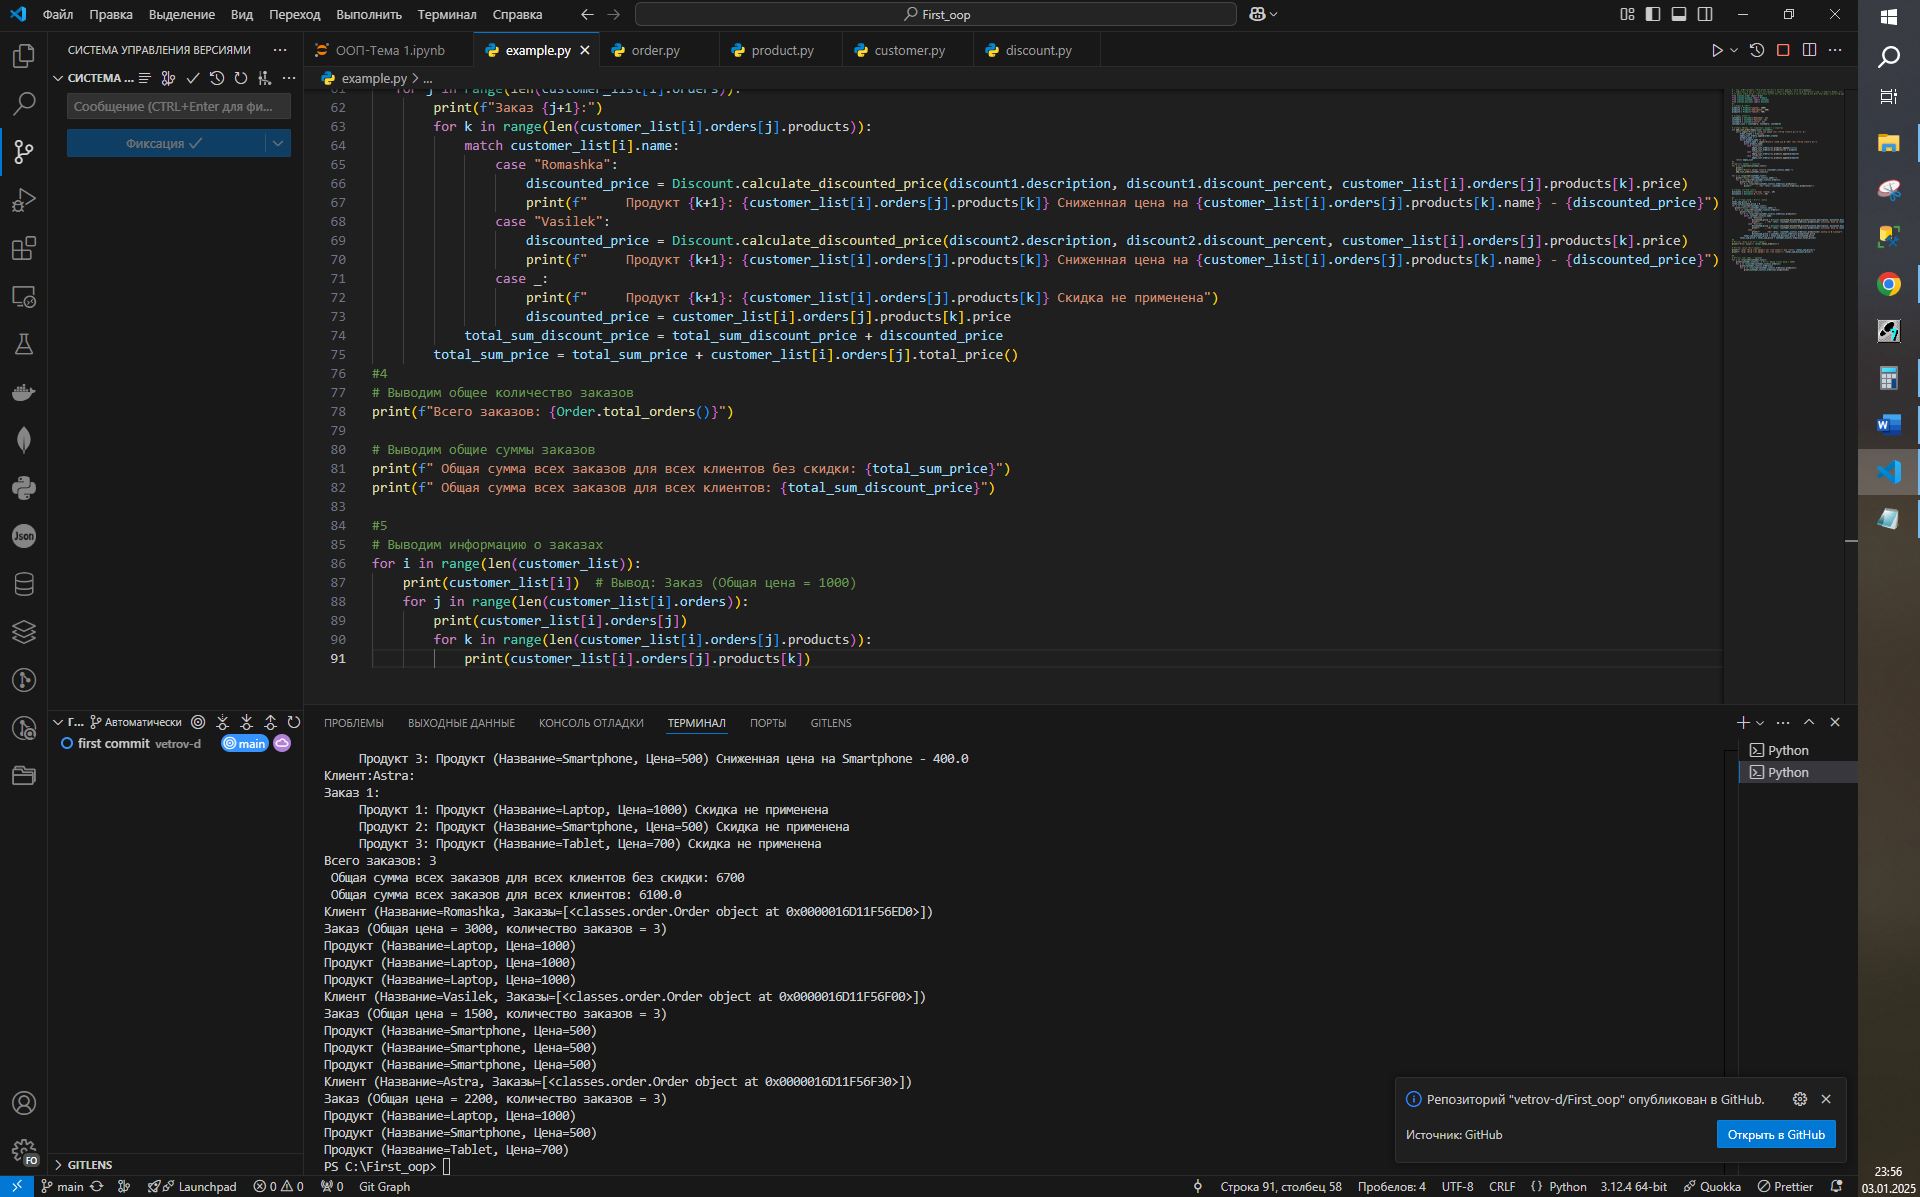 Файл Правка Выделение Вид Переход Выполнить Терминал Справка
First_oop
СИСТЕМА УПРАВЛЕНИЯ ВЕРСИЯМИ
ООП-Тема 1.ipynb example.py order.py product.py customer.py discount.py
СИСТЕМА ...
example.py > ...
Сообщение (CTRL+Enter для фи...
Фиксация
61 for j in range(len(customer_list[i].orders)):
62 print(f"Заказ {j+1}:")
63 for k in range(len(customer_list[i].orders[j].products)):
64 match customer_list[i].name:
65 case "Romashka":
66 discounted_price = Discount.calculate_discounted_price(discount1.description, discount1.discount_percent, customer_list[i].orders[j].products[k].price)
67 print(f" Продукт {k+1}: {customer_list[i].orders[j].products[k]} Сниженная цена на {customer_list[i].orders[j].products[k].name} - {discounted_price}")
68 case "Vasilek":
69 discounted_price = Discount.calculate_discounted_price(discount2.description, discount2.discount_percent, customer_list[i].orders[j].products[k].price)
70 print(f" Продукт {k+1}: {customer_list[i].orders[j].products[k]} Сниженная цена на {customer_list[i].orders[j].products[k].name} - {discounted_price}")
71 case _:
72 print(f" Продукт {k+1}: {customer_list[i].orders[j].products[k]} Скидка не применена")
73 discounted_price = customer_list[i].orders[j].products[k].price
74 total_sum_discount_price = total_sum_discount_price + discounted_price
75 total_sum_price = total_sum_price + customer_list[i].orders[j].total_price()
76 #4
77 # Выводим общее количество заказов
78 print(f"Всего заказов: {Order.total_orders()}")
79
80 # Выводим общие суммы заказов
81 print(f" Общая сумма всех заказов для всех клиентов без скидки: {total_sum_price}")
82 print(f" Общая сумма всех заказов для всех клиентов: {total_sum_discount_price}")
83
84 #5
85 # Выводим информацию о заказах
86 for i in range(len(customer_list)):
87 print(customer_list[i]) # Вывод: Заказ (Общая цена = 1000)
88 for j in range(len(customer_list[i].orders)):
89 print(customer_list[i].orders[j])
90 for k in range(len(customer_list[i].orders[j].products)):
91 print(customer_list[i].orders[j].products[k])
Json
Г... Автоматически
first commit vetrov-d main
ПРОБЛЕМЫ ВЫХОДНЫЕ ДАННЫЕ КОНСОЛЬ ОТЛАДКИ ТЕРМИНАЛ ПОРТЫ GITLENS
Python
Python
Продукт 3: Продукт (Название=Smartphone, Цена=500) Сниженная цена на Smartphone - 400.0
Клиент:Astra:
Заказ 1:
Продукт 1: Продукт (Название=Laptop, Цена=1000) Скидка не применена
Продукт 2: Продукт (Название=Smartphone, Цена=500) Скидка не применена
Продукт 3: Продукт (Название=Tablet, Цена=700) Скидка не применена
Всего заказов: 3
Общая сумма всех заказов для всех клиентов без скидки: 6700
Общая сумма всех заказов для всех клиентов: 6100.0
Клиент (Название=Romashka, Заказы=[<classes.order.Order object at 0x0000016D11F56ED0>])
Заказ (Общая цена = 3000, количество заказов = 3)
Продукт (Название=Laptop, Цена=1000)
Продукт (Название=Laptop, Цена=1000)
Продукт (Название=Laptop, Цена=1000)
Клиент (Название=Vasilek, Заказы=[<classes.order.Order object at 0x0000016D11F56F00>])
Заказ (Общая цена = 1500, количество заказов = 3)
Продукт (Название=Smartphone, Цена=500)
Продукт (Название=Smartphone, Цена=500)
Продукт (Название=Smartphone, Цена=500)
Клиент (Название=Astra, Заказы=[<classes.order.Order object at 0x0000016D11F56F30>])
Заказ (Общая цена = 2200, количество заказов = 3)
Продукт (Название=Laptop, Цена=1000)
Продукт (Название=Smartphone, Цена=500)
Продукт (Название=Tablet, Цена=700)
PS C:\First_oop>
Репозиторий "vetrov-d/First_oop" опубликован в GitHub.
Источник: GitHub
Открыть в GitHub
FO
GITLENS
main Launchpad 0 0 0 Git Graph
Строка 91, столбец 58 Пробелов: 4 UTF-8 CRLF {} Python 3.12.4 64-bit Quokka Prettier
23:56
03.01.2025